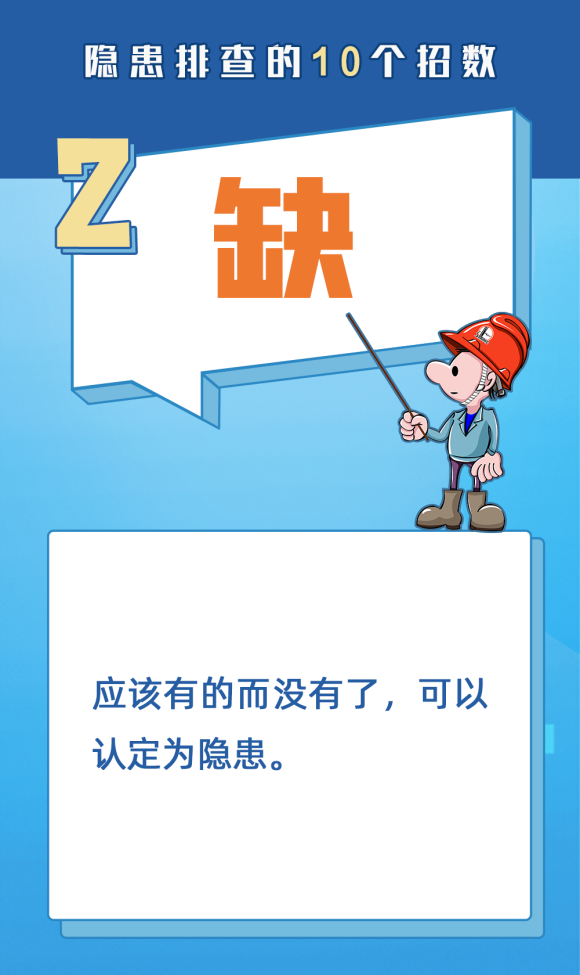 隐患排查的10个招数
2
缺
应该有的而没有了，可以
认定为隐患。